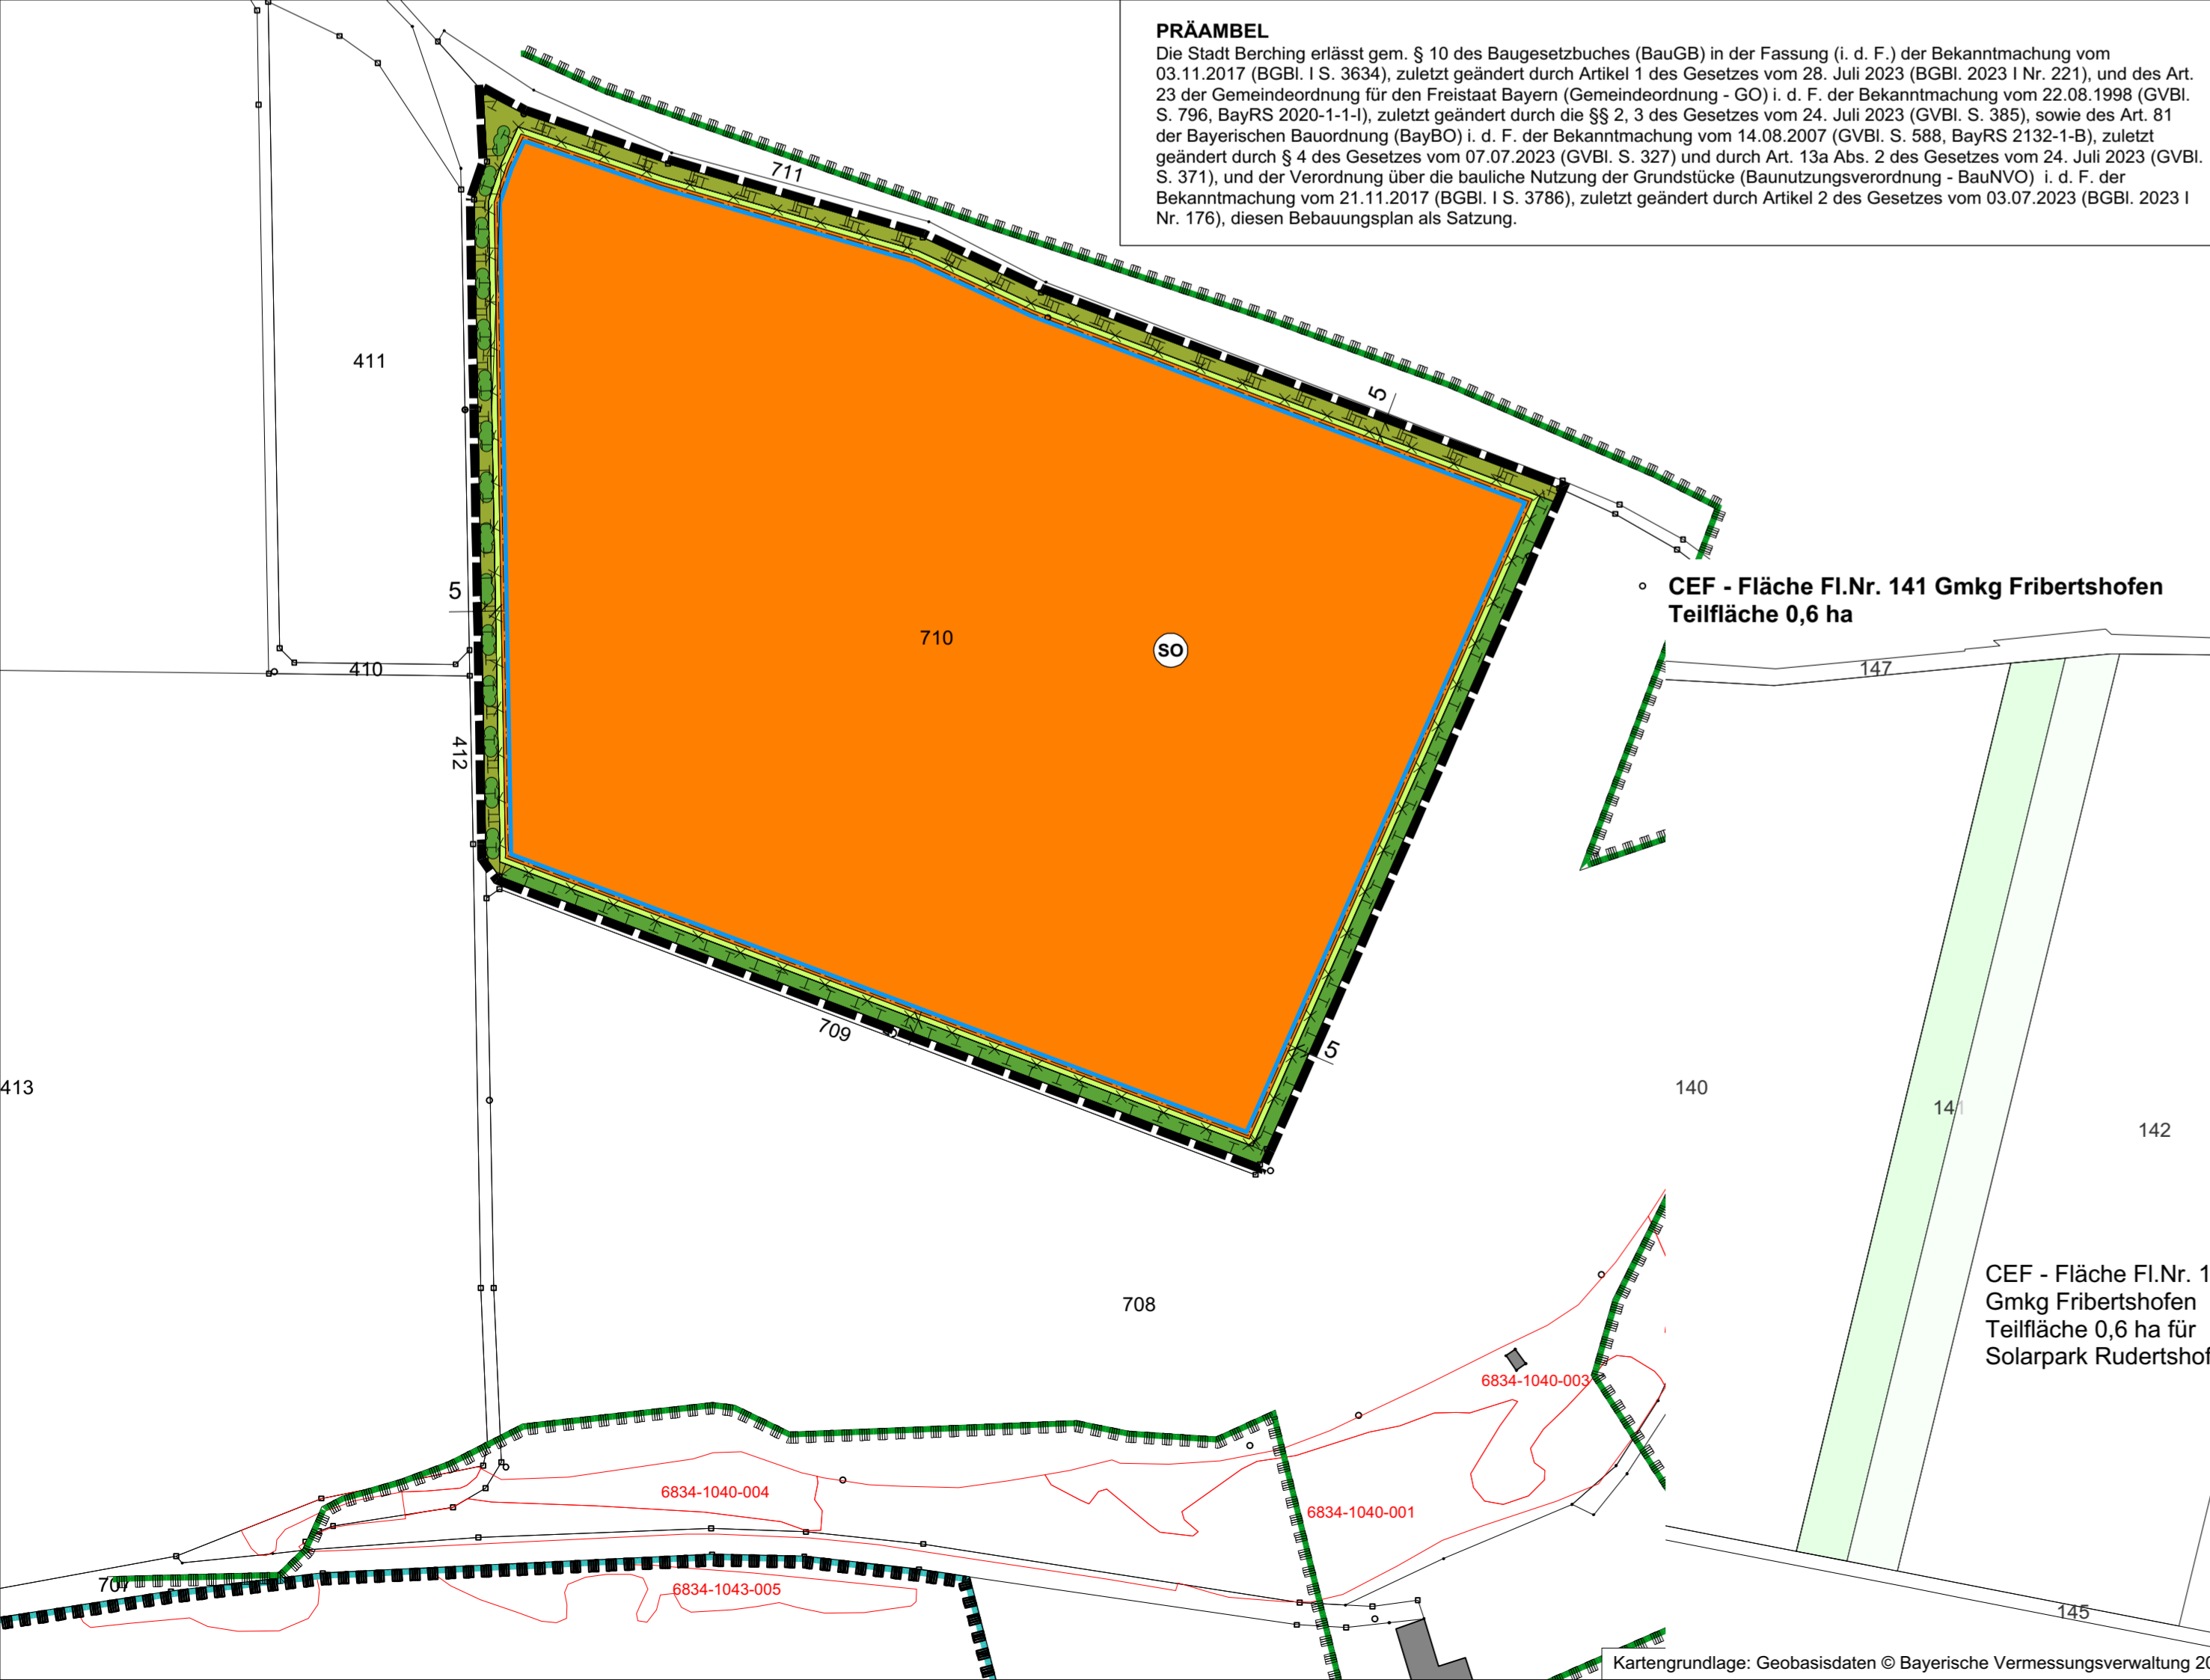 PRÄAMBEL
Die Stadt Berching erlässt gem. § 10 des Baugesetzbuches (BauGB) in der Fassung (i. d. F.) der Bekanntmachung vom
03.11.2017 (BGBl. I S. 3634), zuletzt geändert durch Artikel 1 des Gesetzes vom 28. Juli 2023 (BGBl. 2023 I Nr. 221), und des Art.
23 der Gemeindeordnung für den Freistaat Bayern (Gemeindeordnung - GO) i. d. F. der Bekanntmachung vom 22.08.1998 (GVBl.
S. 796, BayRS 2020-1-1-I), zuletzt geändert durch die §§ 2, 3 des Gesetzes vom 24. Juli 2023 (GVBl. S. 385), sowie des Art. 81
der Bayerischen Bauordnung (BayBO) i. d. F. der Bekanntmachung vom 14.08.2007 (GVBl. S. 588, BayRS 2132-1-B), zuletzt
geändert durch § 4 des Gesetzes vom 07.07.2023 (GVBl. S. 327) und durch Art. 13a Abs. 2 des Gesetzes vom 24. Juli 2023 (GVBl.
S. 371), und der Verordnung über die bauliche Nutzung der Grundstücke (Baunutzungsverordnung - BauNVO) i. d. F. der
Bekanntmachung vom 21.11.2017 (BGBl. I S. 3786), zuletzt geändert durch Artikel 2 des Gesetzes vom 03.07.2023 (BGBl. 2023 I
Nr. 176), diesen Bebauungsplan als Satzung.
711
411
5
5
CEF - Fläche Fl.Nr. 141 Gmkg Fribertshofen
Teilfläche 0,6 ha
710
SO
410
147
412
709
5
413
140
141
142
CEF - Fläche Fl.Nr. 1
Gmkg Fribertshofen
Teilfläche 0,6 ha für
Solarpark Rudertshof
708
6834-1040-003
6834-1040-004
6834-1040-001
707
6834-1043-005
145
Kartengrundlage: Geobasisdaten © Bayerische Vermessungsverwaltung 20